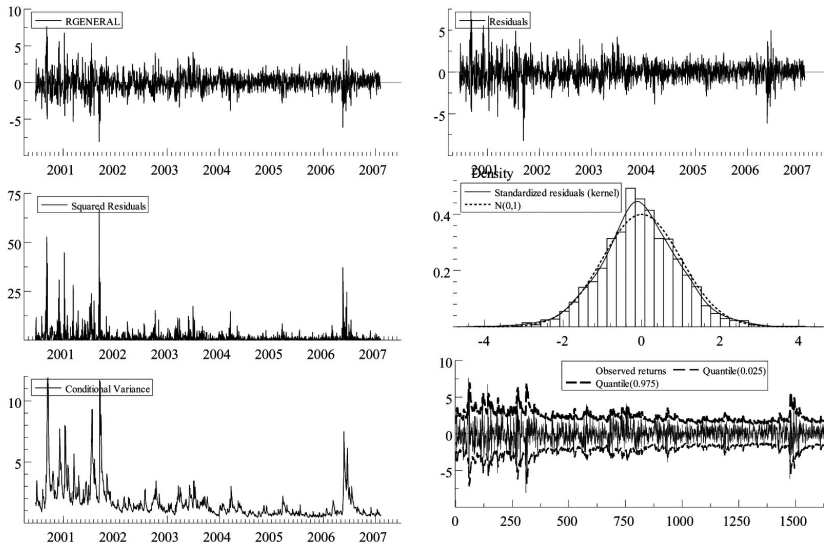 10
RGENERAL
5
0
-5
2001 2002 2003 2004 2005 2006 2007
Residuals
5
0
-5
2001 2002 2003 2004 2005 2006 2007
75
Squared Residuals
50
25
2001 2002 2003 2004 2005 2006 2007
Density
Standardized residuals (kernel)
N(0,1)
0.4
0.2
-4 -2 0 2 4
10
Conditional Variance
5
2001 2002 2003 2004 2005 2006 2007
10
Observed returns Quantile(0.025)
Quantile(0.975)
5
0
-5
0 250 500 750 1000 1250 1500